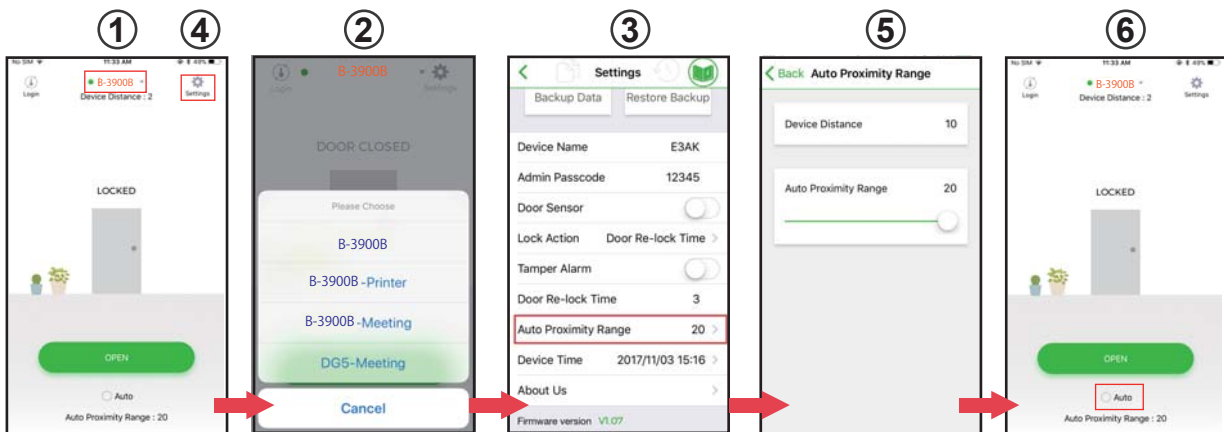 1
4
2
3
5
6
No SIM 11:33 AM 49%
Login
B-3900B
Settings
Device Distance : 2
LOCKED
OPEN
Auto
Auto Proximity Range : 20
B-3900B
Login
Settings
DOOR CLOSED
Please Choose
B-3900B
B-3900B -Printer
B-3900B -Meeting
DG5-Meeting
Cancel
Settings
Backup Data Restore Backup
Device Name E3AK
Admin Passcode 12345
Door Sensor
Lock Action Door Re-lock Time >
Tamper Alarm
Door Re-lock Time 3
Auto Proximity Range 20 >
Device Time 2017/11/03 15:16 >
About Us >
Firmware version V1.07
Back Auto Proximity Range
Device Distance 10
Auto Proximity Range 20
No SIM 11:33 AM 49%
Login
B-3900B
Settings
Device Distance : 2
LOCKED
OPEN
Auto
Auto Proximity Range : 20